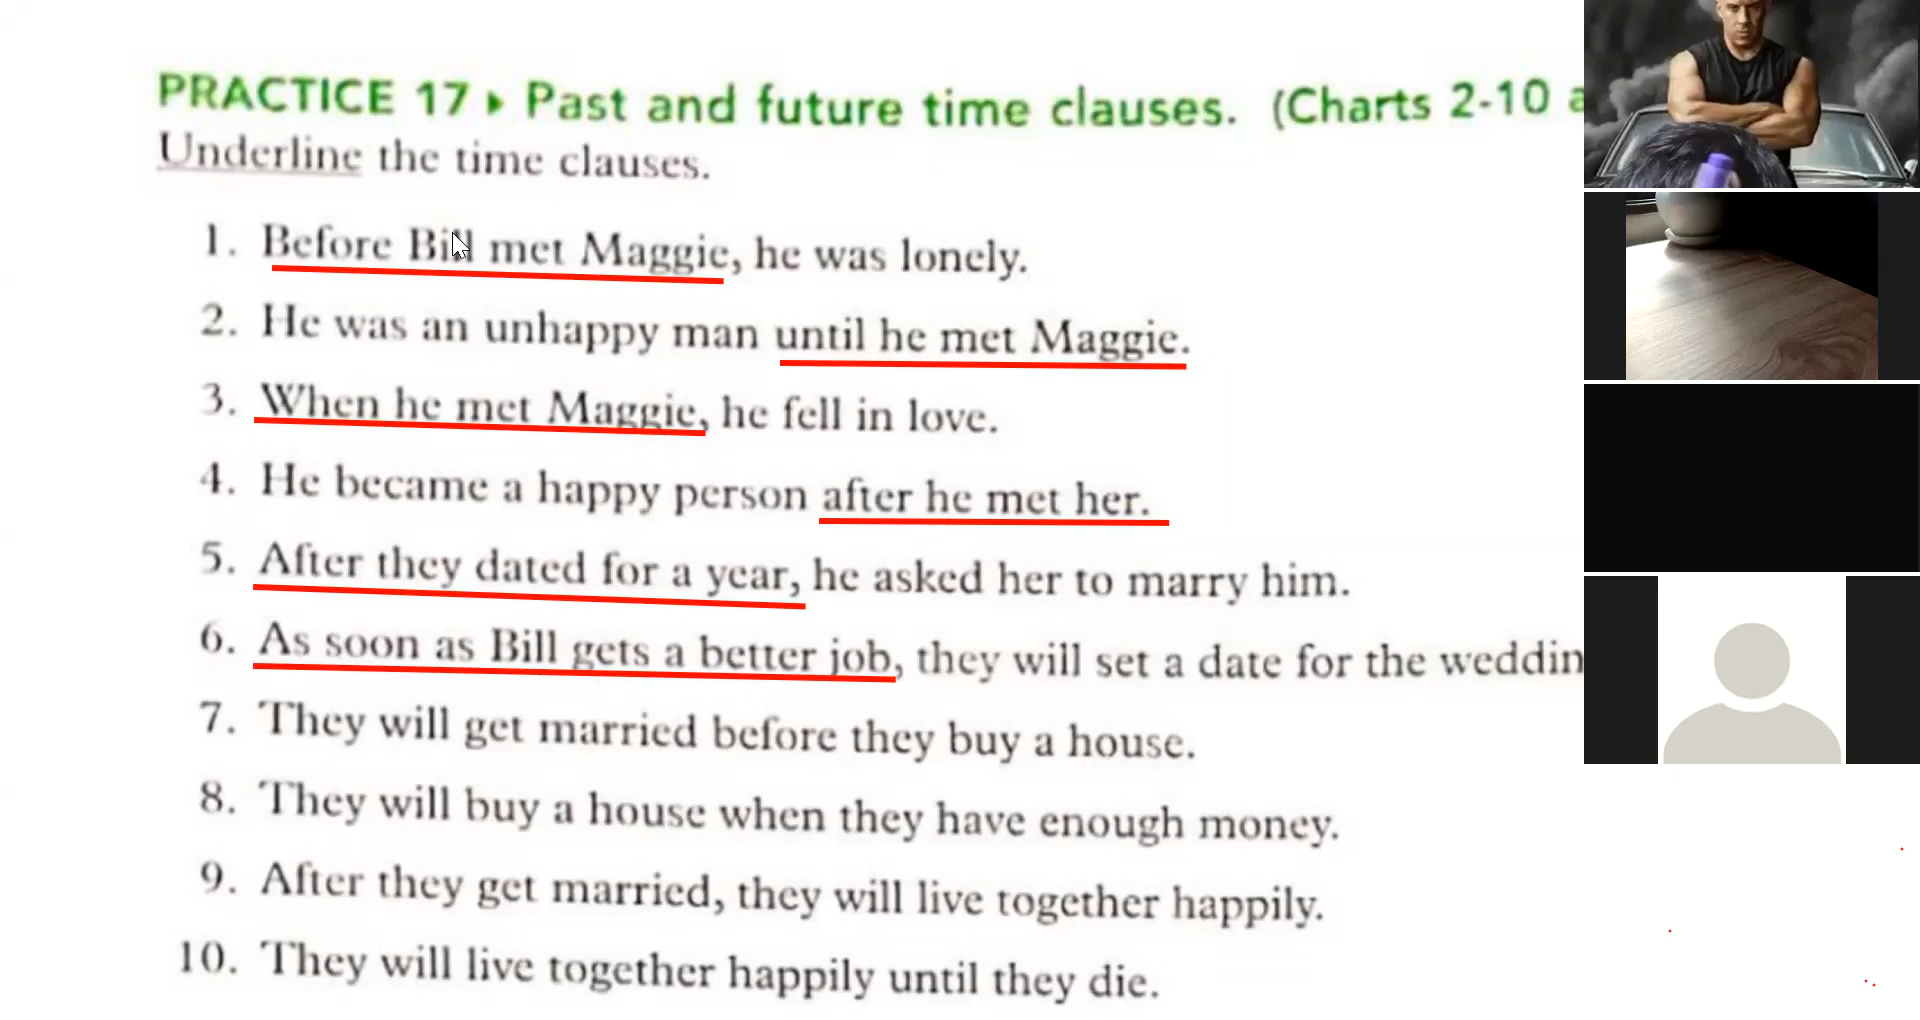 PRACTICE 17 ▸ Past and future time clauses. (Charts 2-10
Underline the time clauses.
1. Before Bill met Maggie, he was lonely.
2. He was an unhappy man until he met Maggie.
3. When he met Maggie, he fell in love.
4. He became a happy person after he met her.
5. After they dated for a year, he asked her to marry him.
6. As soon as Bill gets a better job, they will set a date for the weddin
7. They will get married before they buy a house.
8. They will buy a house when they have enough money.
9. After they get married, they will live together happily.
10. They will live together happily until they die.